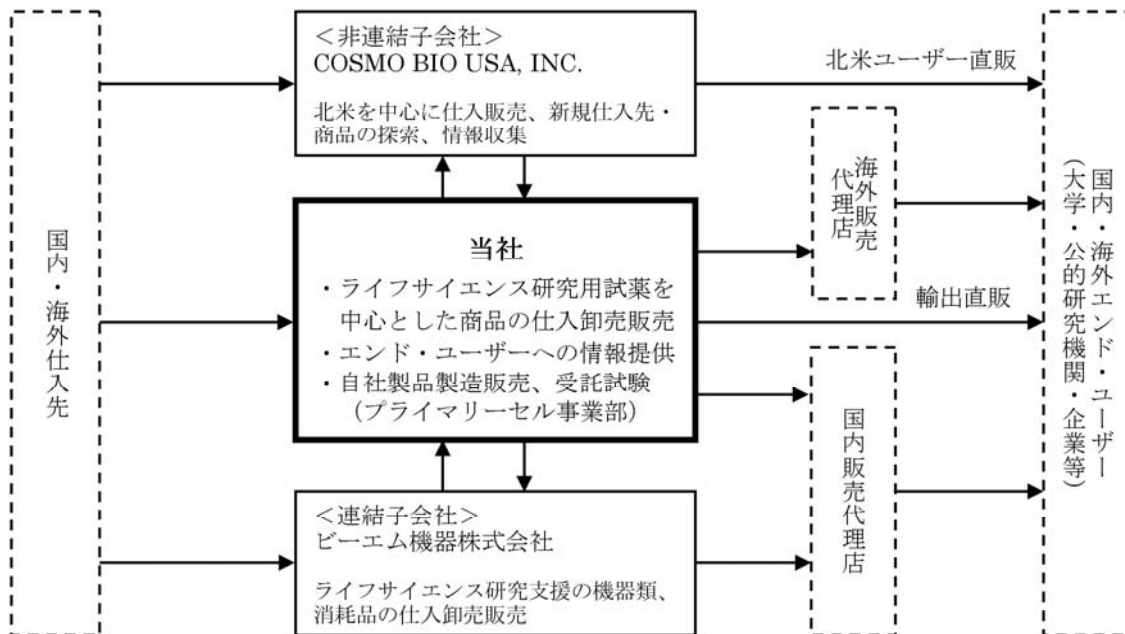 国内・海外仕入先
<非連結子会社>
COSMO BIO USA, INC.
北米を中心に仕入販売、新規仕入先・
商品の探索、情報収集
当社
・ライフサイエンス研究用試薬を
中心とした商品の仕入卸売販売
・エンド・ユーザーへの情報提供
・自社製品製造販売、受託試験
（プライマリーセル事業部）
<連結子会社>
ビーエム機器株式会社
ライフサイエンス研究支援の機器類、
消耗品の仕入卸売販売
北米ユーザー直販
海外販売
代理店
輸出直販
国内販売代理店
国内・海外エンド・ユーザー
(大学・公的研究機関・企業等)